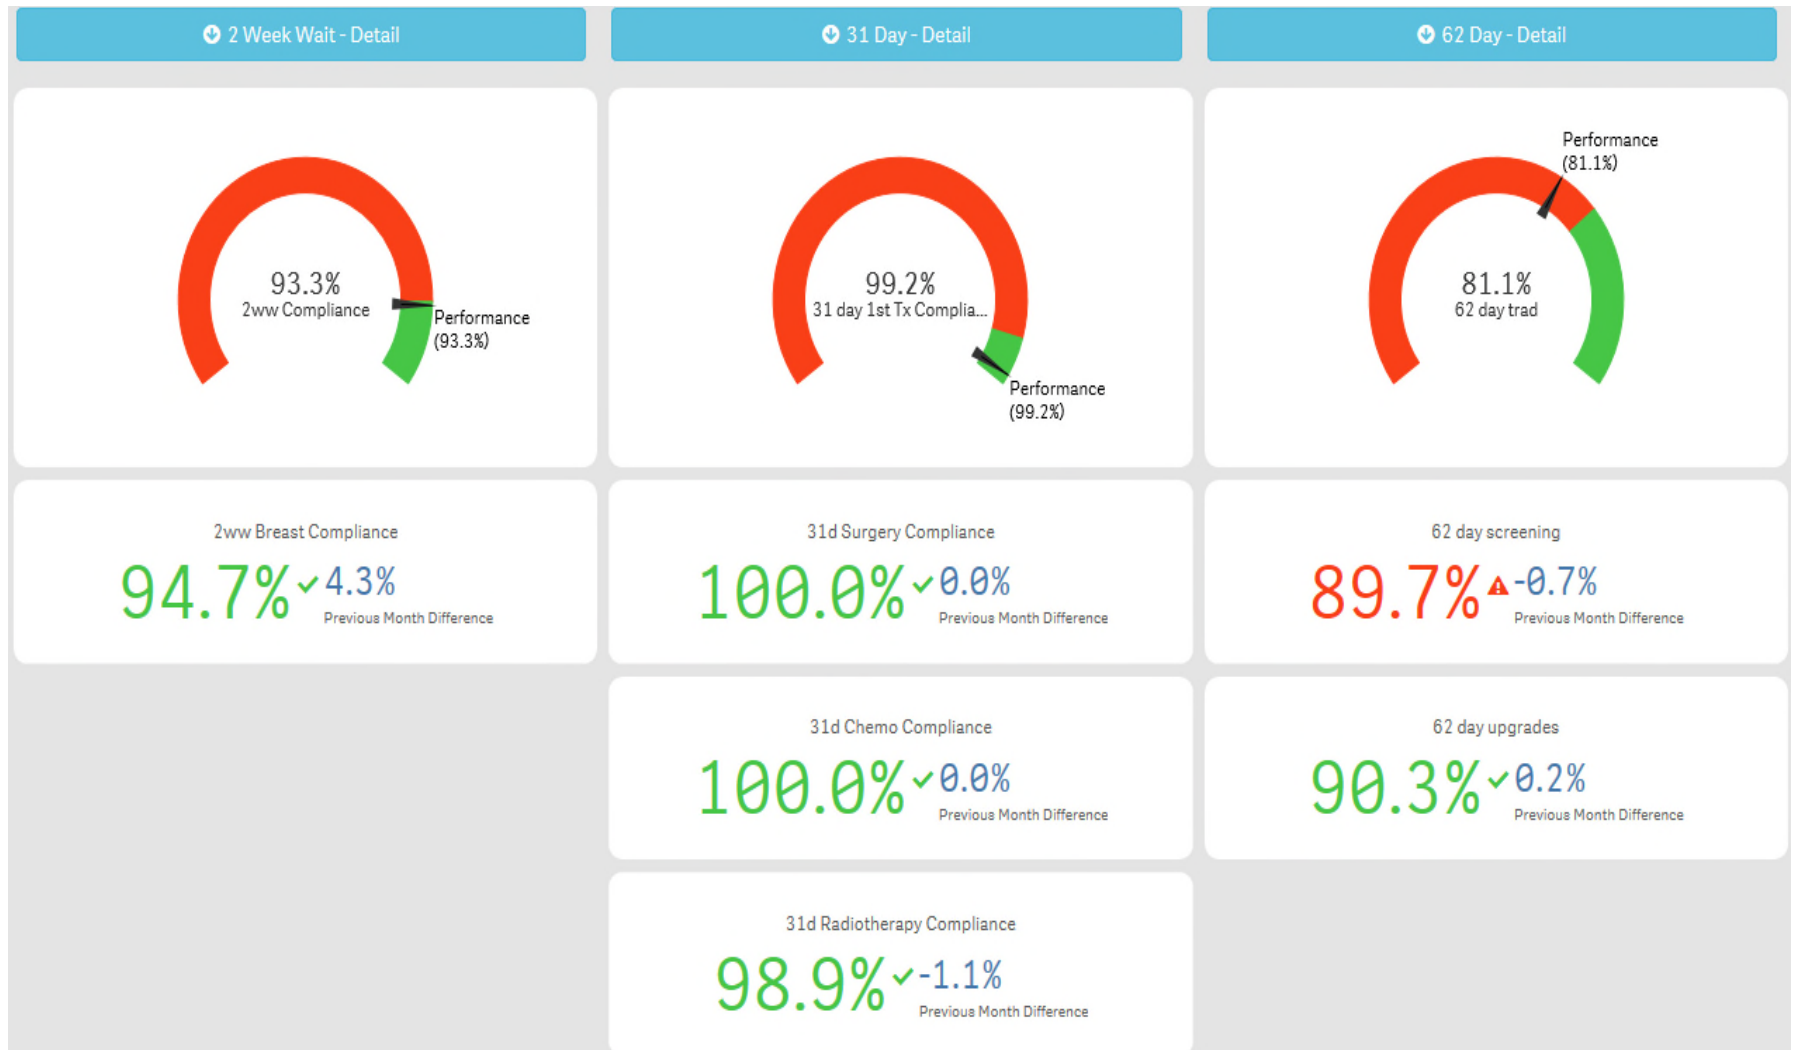 2 Week Wait - Detail
31 Day - Detail
62 Day - Detail
93.3%
2ww Compliance
Performance
(93.3%)
99.2%
31 day 1st Tx Complia...
Performance
(99.2%)
Performance
(81.1%)
81.1%
62 day trad
2ww Breast Compliance
94.7%
4.3%
Previous Month Difference
31d Surgery Compliance
100.0%
0.0%
Previous Month Difference
62 day screening
89.7%
-0.7%
Previous Month Difference
31d Chemo Compliance
100.0%
0.0%
Previous Month Difference
62 day upgrades
90.3%
0.2%
Previous Month Difference
31d Radiotherapy Compliance
98.9%
-1.1%
Previous Month Difference